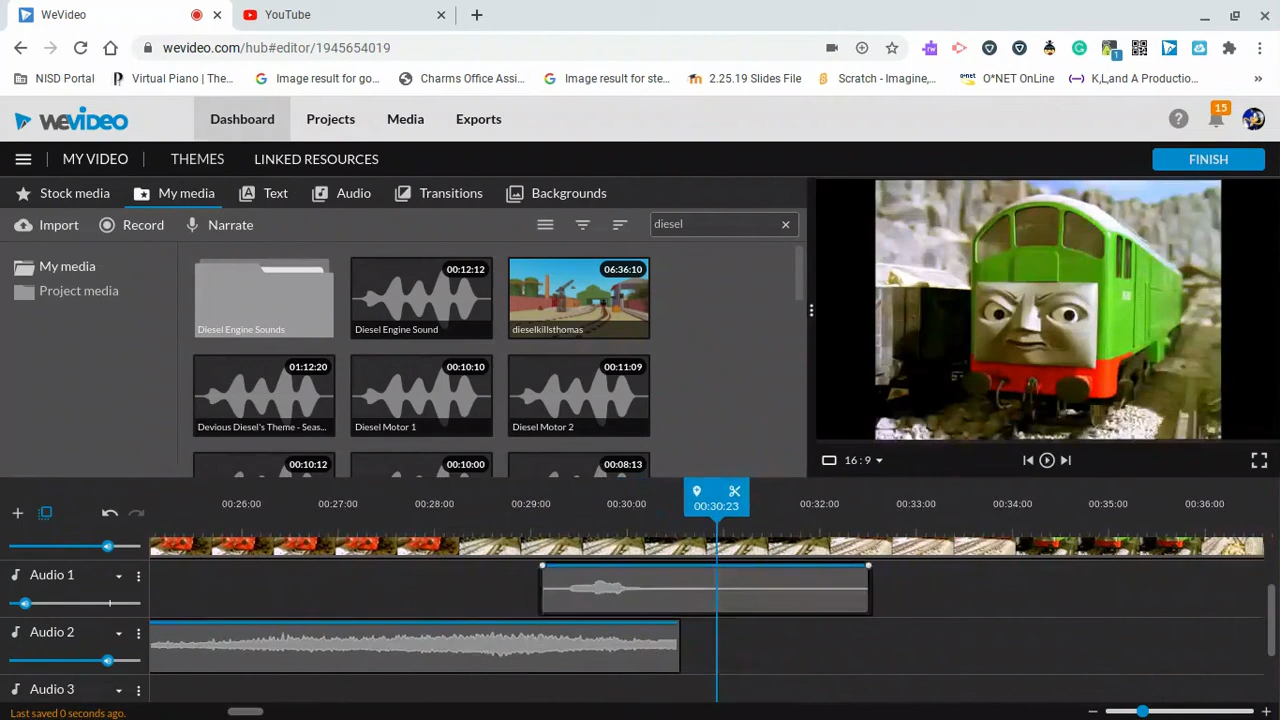 WeVideo
YouTube
wevideo.com/hub#editor/1945654019
NISD Portal
Virtual Piano | The...
Image result for go...
Charms Office Assi...
Image result for ste...
2.25.19 Slides File
Scratch - Imagine,...
O*NET OnLine
K,L,and A Productio...
»
wevideo
Dashboard
Projects
Media
Exports
15
MY VIDEO
THEMES
LINKED RESOURCES
FINISH
Stock media
My media
Text
Audio
Transitions
Backgrounds
Import
Record
Narrate
diesel
My media
Project media
Diesel Engine Sounds
00:12:12
Diesel Engine Sound
06:36:10
dieselkillsthomas
01:12:20
Devious Diesel's Theme - Seas...
00:10:10
Diesel Motor 1
00:11:09
Diesel Motor 2
00:10:12
00:10:00
00:08:13
16:9
00:26:00
00:27:00
00:28:00
00:29:00
00:30:00
00:30:23
00:32:00
00:33:00
00:34:00
00:35:00
00:36:00
Audio 1
Audio 2
Audio 3
Last saved 0 seconds ago.